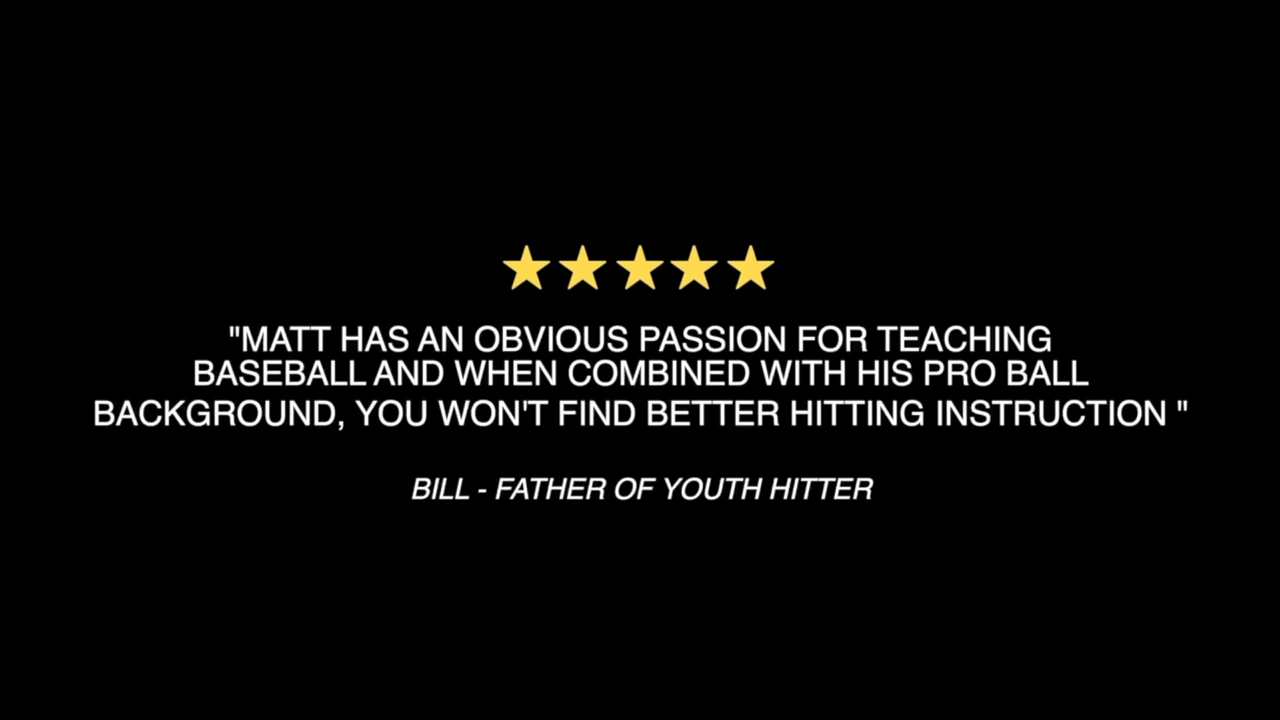 "MATT HAS AN OBVIOUS PASSION FOR TEACHING
BASEBALL AND WHEN COMBINED WITH HIS PRO BALL
BACKGROUND, YOU WON'T FIND BETTER HITTING INSTRUCTION "
BILL - FATHER OF YOUTH HITTER